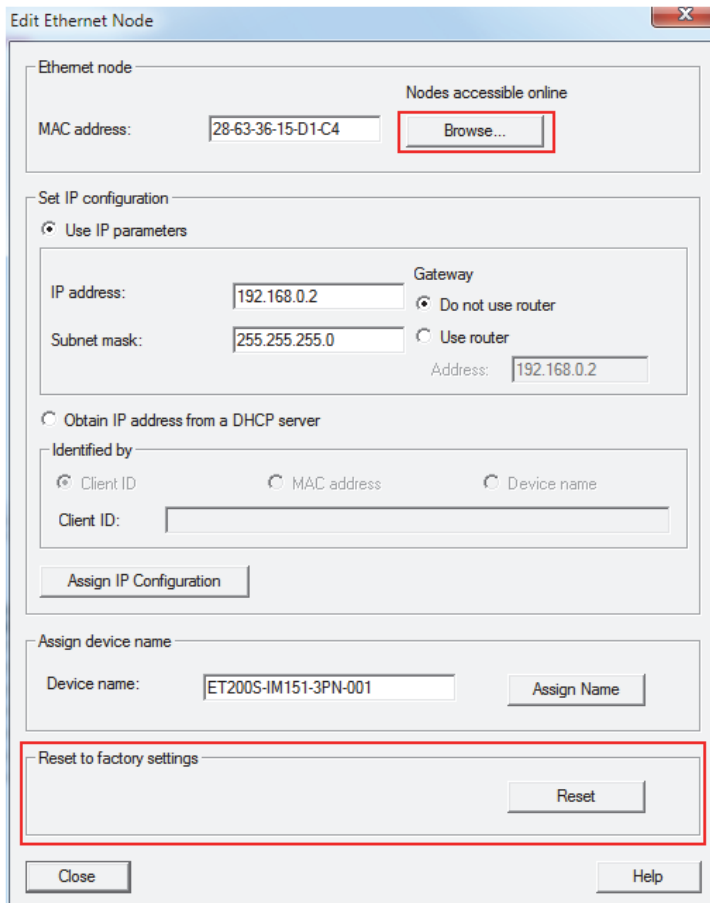 Edit Ethernet Node
Ethernet node
Nodes accessible online
MAC address: 28-63-36-15-D1-C4 Browse...
Set IP configuration
Use IP parameters
Gateway
IP address: 192.168.0.2 Do not use router
Subnet mask: 255.255.255.0 Use router
Address: 192.168.0.2
Obtain IP address from a DHCP server
Identified by
Client ID MAC address Device name
Client ID:
Assign IP Configuration
Assign device name
Device name: ET200S-IM151-3PN-001 Assign Name
Reset to factory settings
Reset
Close Help